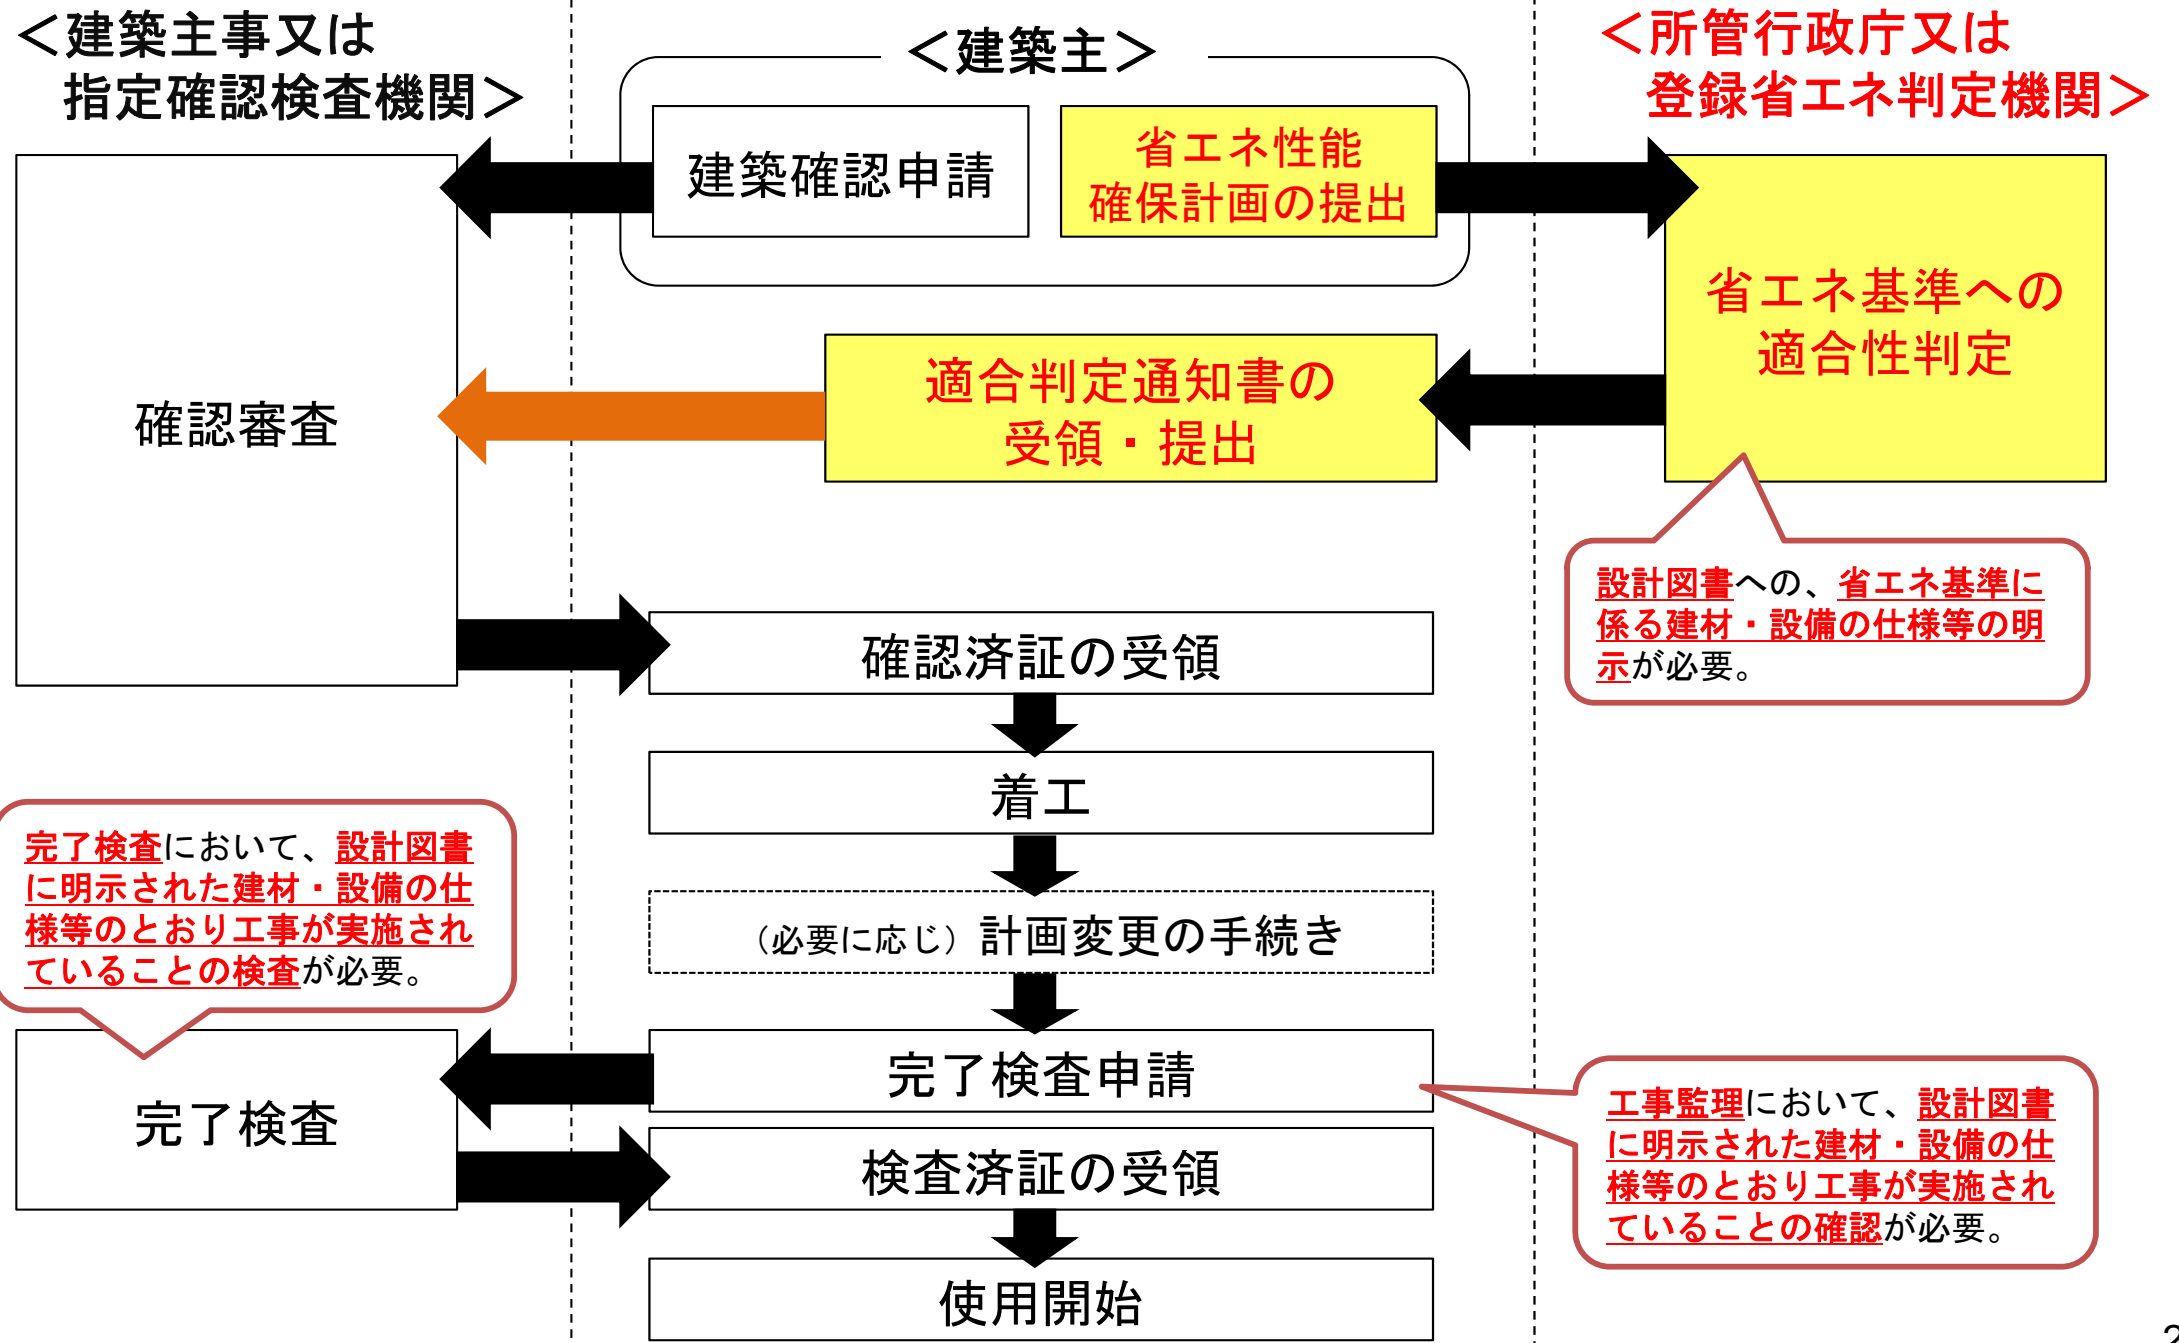 ＜建築主事又は
指定確認検査機関＞
＜建築主＞
＜所管行政庁又は
登録省エネ判定機関＞
建築確認申請
省エネ性能
確保計画の提出
省エネ基準への
適合性判定
適合判定通知書の
受領・提出
確認審査
設計図書への、省エネ基準に
係る建材・設備の仕様等の明
示が必要。
確認済証の受領
着工
完了検査において、設計図書
に明示された建材・設備の仕
様等のとおり工事が実施され
ていることの検査が必要。
（必要に応じ）計画変更の手続き
完了検査申請
完了検査
検査済証の受領
工事監理において、設計図書
に明示された建材・設備の仕
様等のとおり工事が実施され
ていることの確認が必要。
使用開始